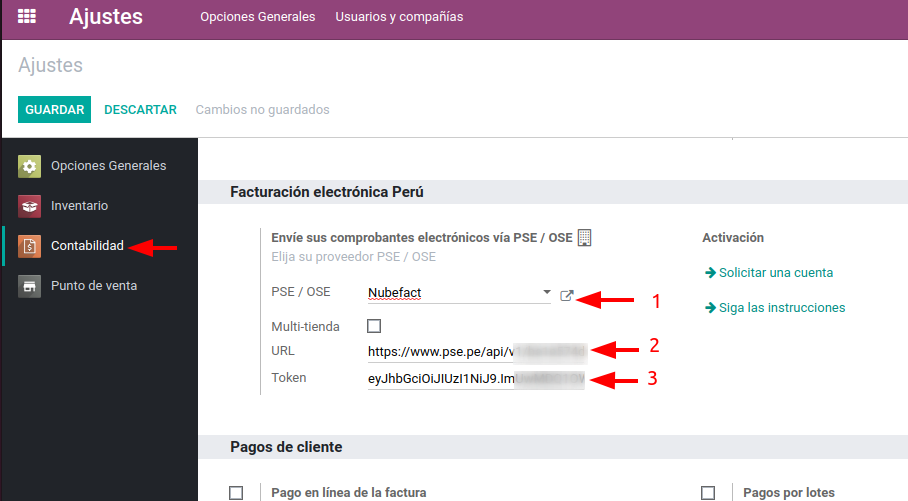 Ajustes Opciones Generales Usuarios y compañías
Ajustes
GUARDAR DESCARTAR Cambios no guardados
Opciones Generales
Inventario
Contabilidad
Punto de venta
Facturación electrónica Perú
Envíe sus comprobantes electrónicos vía PSE / OSE
Elija su proveedor PSE / OSE
PSE / OSE Nubefact 1
Multi-tienda
URL https://www.pse.pe/api/v 2
Token eyJhbGciOiJIUzI1NiJ9.Im 3
Activación
Solicitar una cuenta
Siga las instrucciones
Pagos de cliente
Pago en línea de la factura
Pagos por lotes